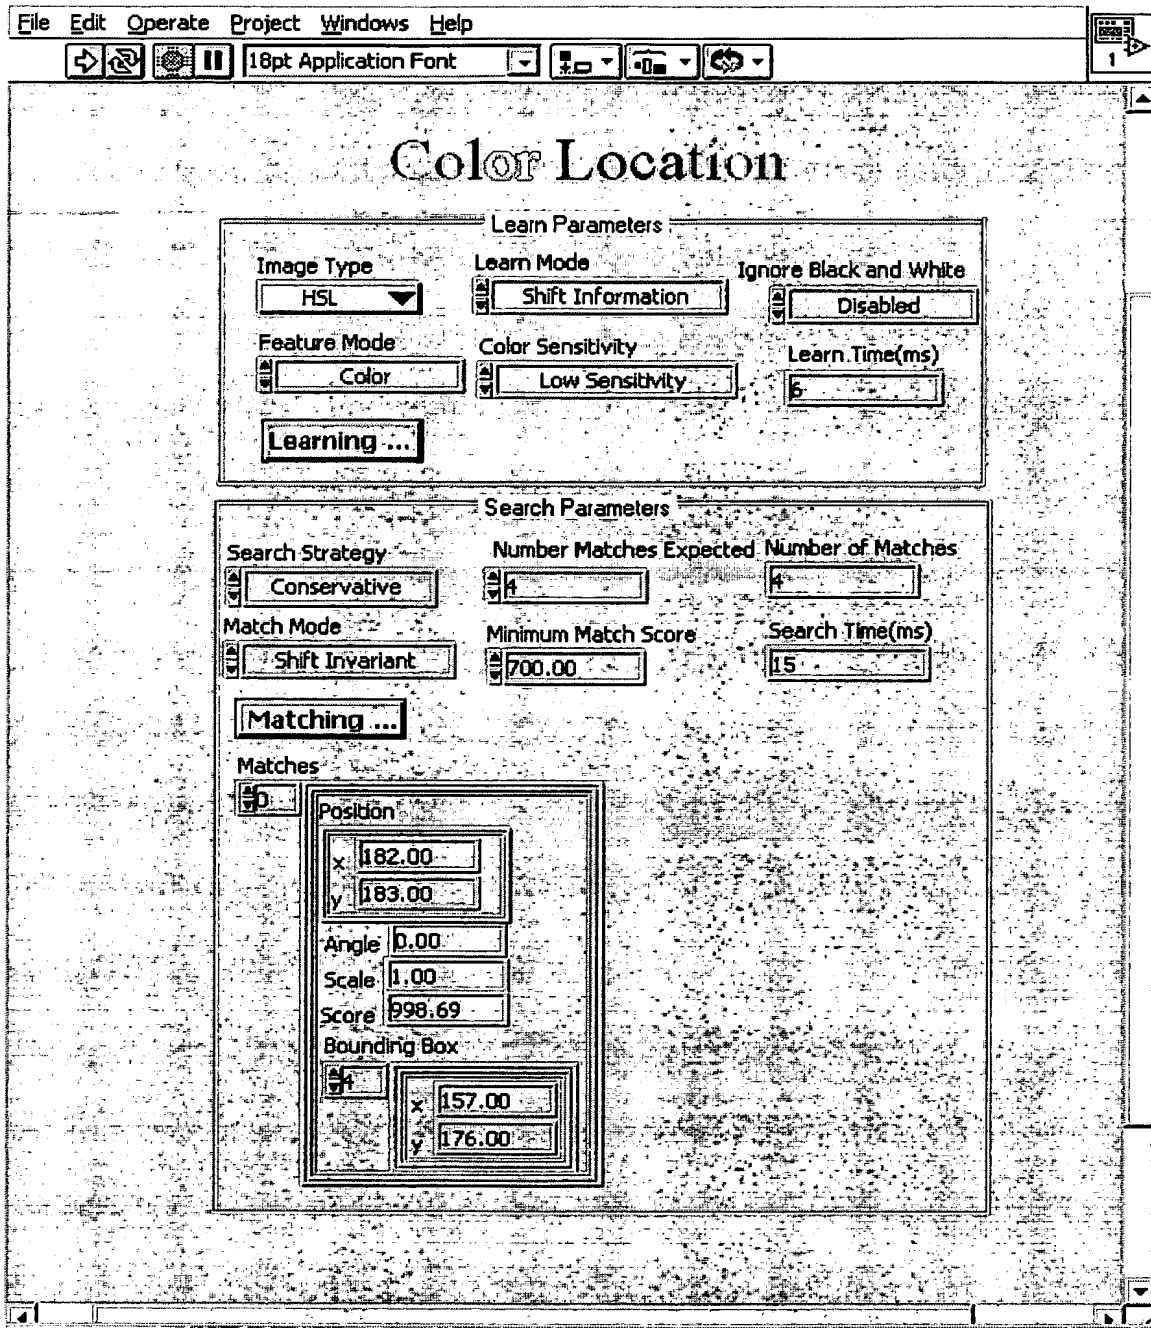 File Edit Operate Project Windows Help
18pt Application Font
1
Color Location
Learn Parameters
Image Type
HSL
Learn Mode
Shift Information
Ignore Black and White
Disabled
Feature Mode
Color
Color Sensitivity
Low Sensitivity
Learn Time(ms)
6
Learning ...
Search Parameters
Search Strategy
Conservative
Number Matches Expected
4
Number of Matches
4
Match Mode
Shift Invariant
Minimum Match Score
700.00
Search Time(ms)
15
Matching ...
Matches
0
Position
x 182.00
y 183.00
Angle 0.00
Scale 1.00
Score 998.69
Bounding Box
4
x 157.00
y 176.00